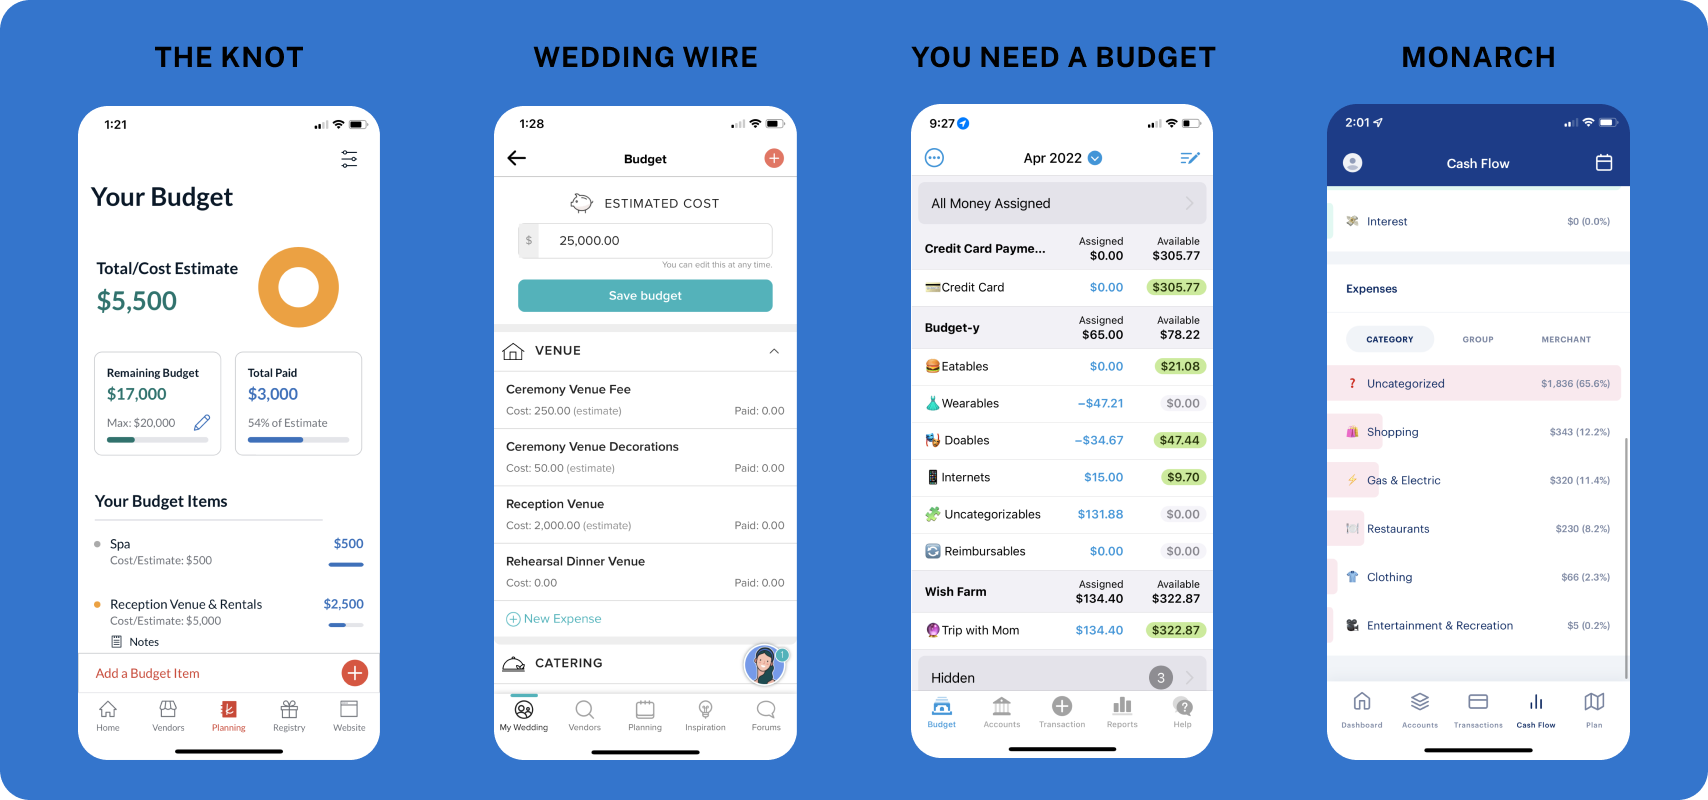 THE KNOT
1:21
Your Budget
Total/Cost Estimate
$5,500
Remaining Budget
$17,000
Max: $20,000
Total Paid
$3,000
54% of Estimate
Your Budget Items
Spa $500
Cost/Estimate: $500
Reception Venue & Rentals $2,500
Cost/Estimate: $5,000
Notes
Add a Budget Item
Home Vendors Planning Registry Website
WEDDING WIRE
1:28
Budget
ESTIMATED COST
$ 25,000.00
You can edit this at any time.
Save budget
VENUE
Ceremony Venue Fee
Cost: 250.00 (estimate) Paid: 0.00
Ceremony Venue Decorations
Cost: 50.00 (estimate) Paid: 0.00
Reception Venue
Cost: 2,000.00 (estimate) Paid: 0.00
Rehearsal Dinner Venue
Cost: 0.00 Paid: 0.00
New Expense
CATERING
1
My Wedding Vendors Planning Inspiration Forums
YOU NEED A BUDGET
9:27
Apr 2022
All Money Assigned
Credit Card Payme... Assigned Available
$0.00 $305.77
Credit Card $0.00 $305.77
Budget-y Assigned Available
$65.00 $78.22
Eatables $0.00 $21.08
Wearables −$47.21 $0.00
Doables −$34.67 $47.44
Internets $15.00 $9.70
Uncategorizables $131.88 $0.00
Reimbursables $0.00 $0.00
Wish Farm Assigned Available
$134.40 $322.87
Trip with Mom $134.40 $322.87
Hidden 3
Budget Accounts Transaction Reports Help
MONARCH
2:01
Cash Flow
Interest $0 (0.0%)
Expenses
CATEGORY GROUP MERCHANT
Uncategorized $1,836 (65.6%)
Shopping $343 (12.2%)
Gas & Electric $320 (11.4%)
Restaurants $230 (8.2%)
Clothing $66 (2.3%)
Entertainment & Recreation $5 (0.2%)
Dashboard Accounts Transactions Cash Flow Plan